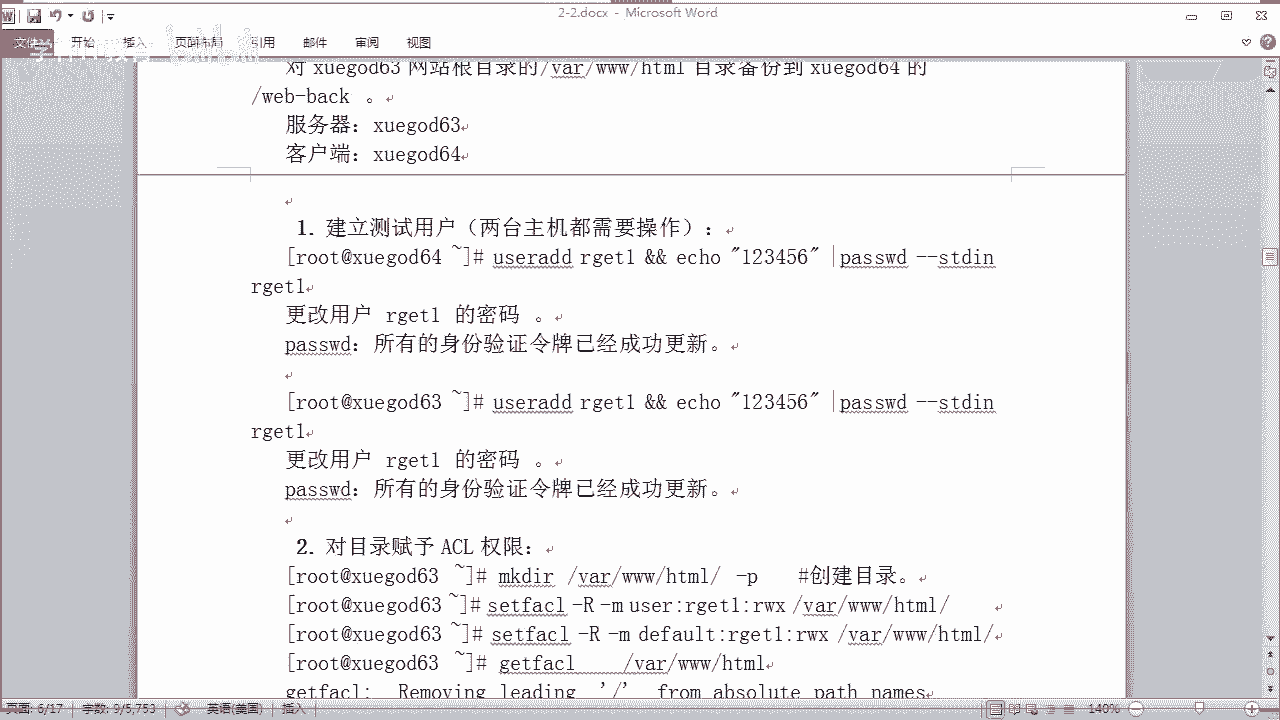 2-2.docx - Microsoft Word
文件 开始 插入 页面布局 引用 邮件 审阅 视图
对 xuegod63 网站根目录的/var/www/html 目录备份到 xuegod64 的
/web-back 。
服务器：xuegod63
客户端：xuegod64
1. 建立测试用户（两台主机都需要操作）：
[root@xuegod64 ~]# useradd rget1 && echo "123456" |passwd --stdin
rget1
更改用户 rget1 的密码 。
passwd：所有的身份验证令牌已经成功更新。
[root@xuegod63 ~]# useradd rget1 && echo "123456" |passwd --stdin
rget1
更改用户 rget1 的密码 。
passwd：所有的身份验证令牌已经成功更新。
2. 对目录赋予 ACL 权限：
[root@xuegod63 ~]# mkdir /var/www/html/ -p #创建目录。
[root@xuegod63 ~]# setfacl -R -m user:rget1:rwx /var/www/html/
[root@xuegod63 ~]# setfacl -R -m default:rget1:rwx /var/www/html/
[root@xuegod63 ~]# getfacl /var/www/html
getfacl: Removing leading '/' from absolute path names
页面: 6/17 字数: 9/5,753 英语(美国) 插入 140%